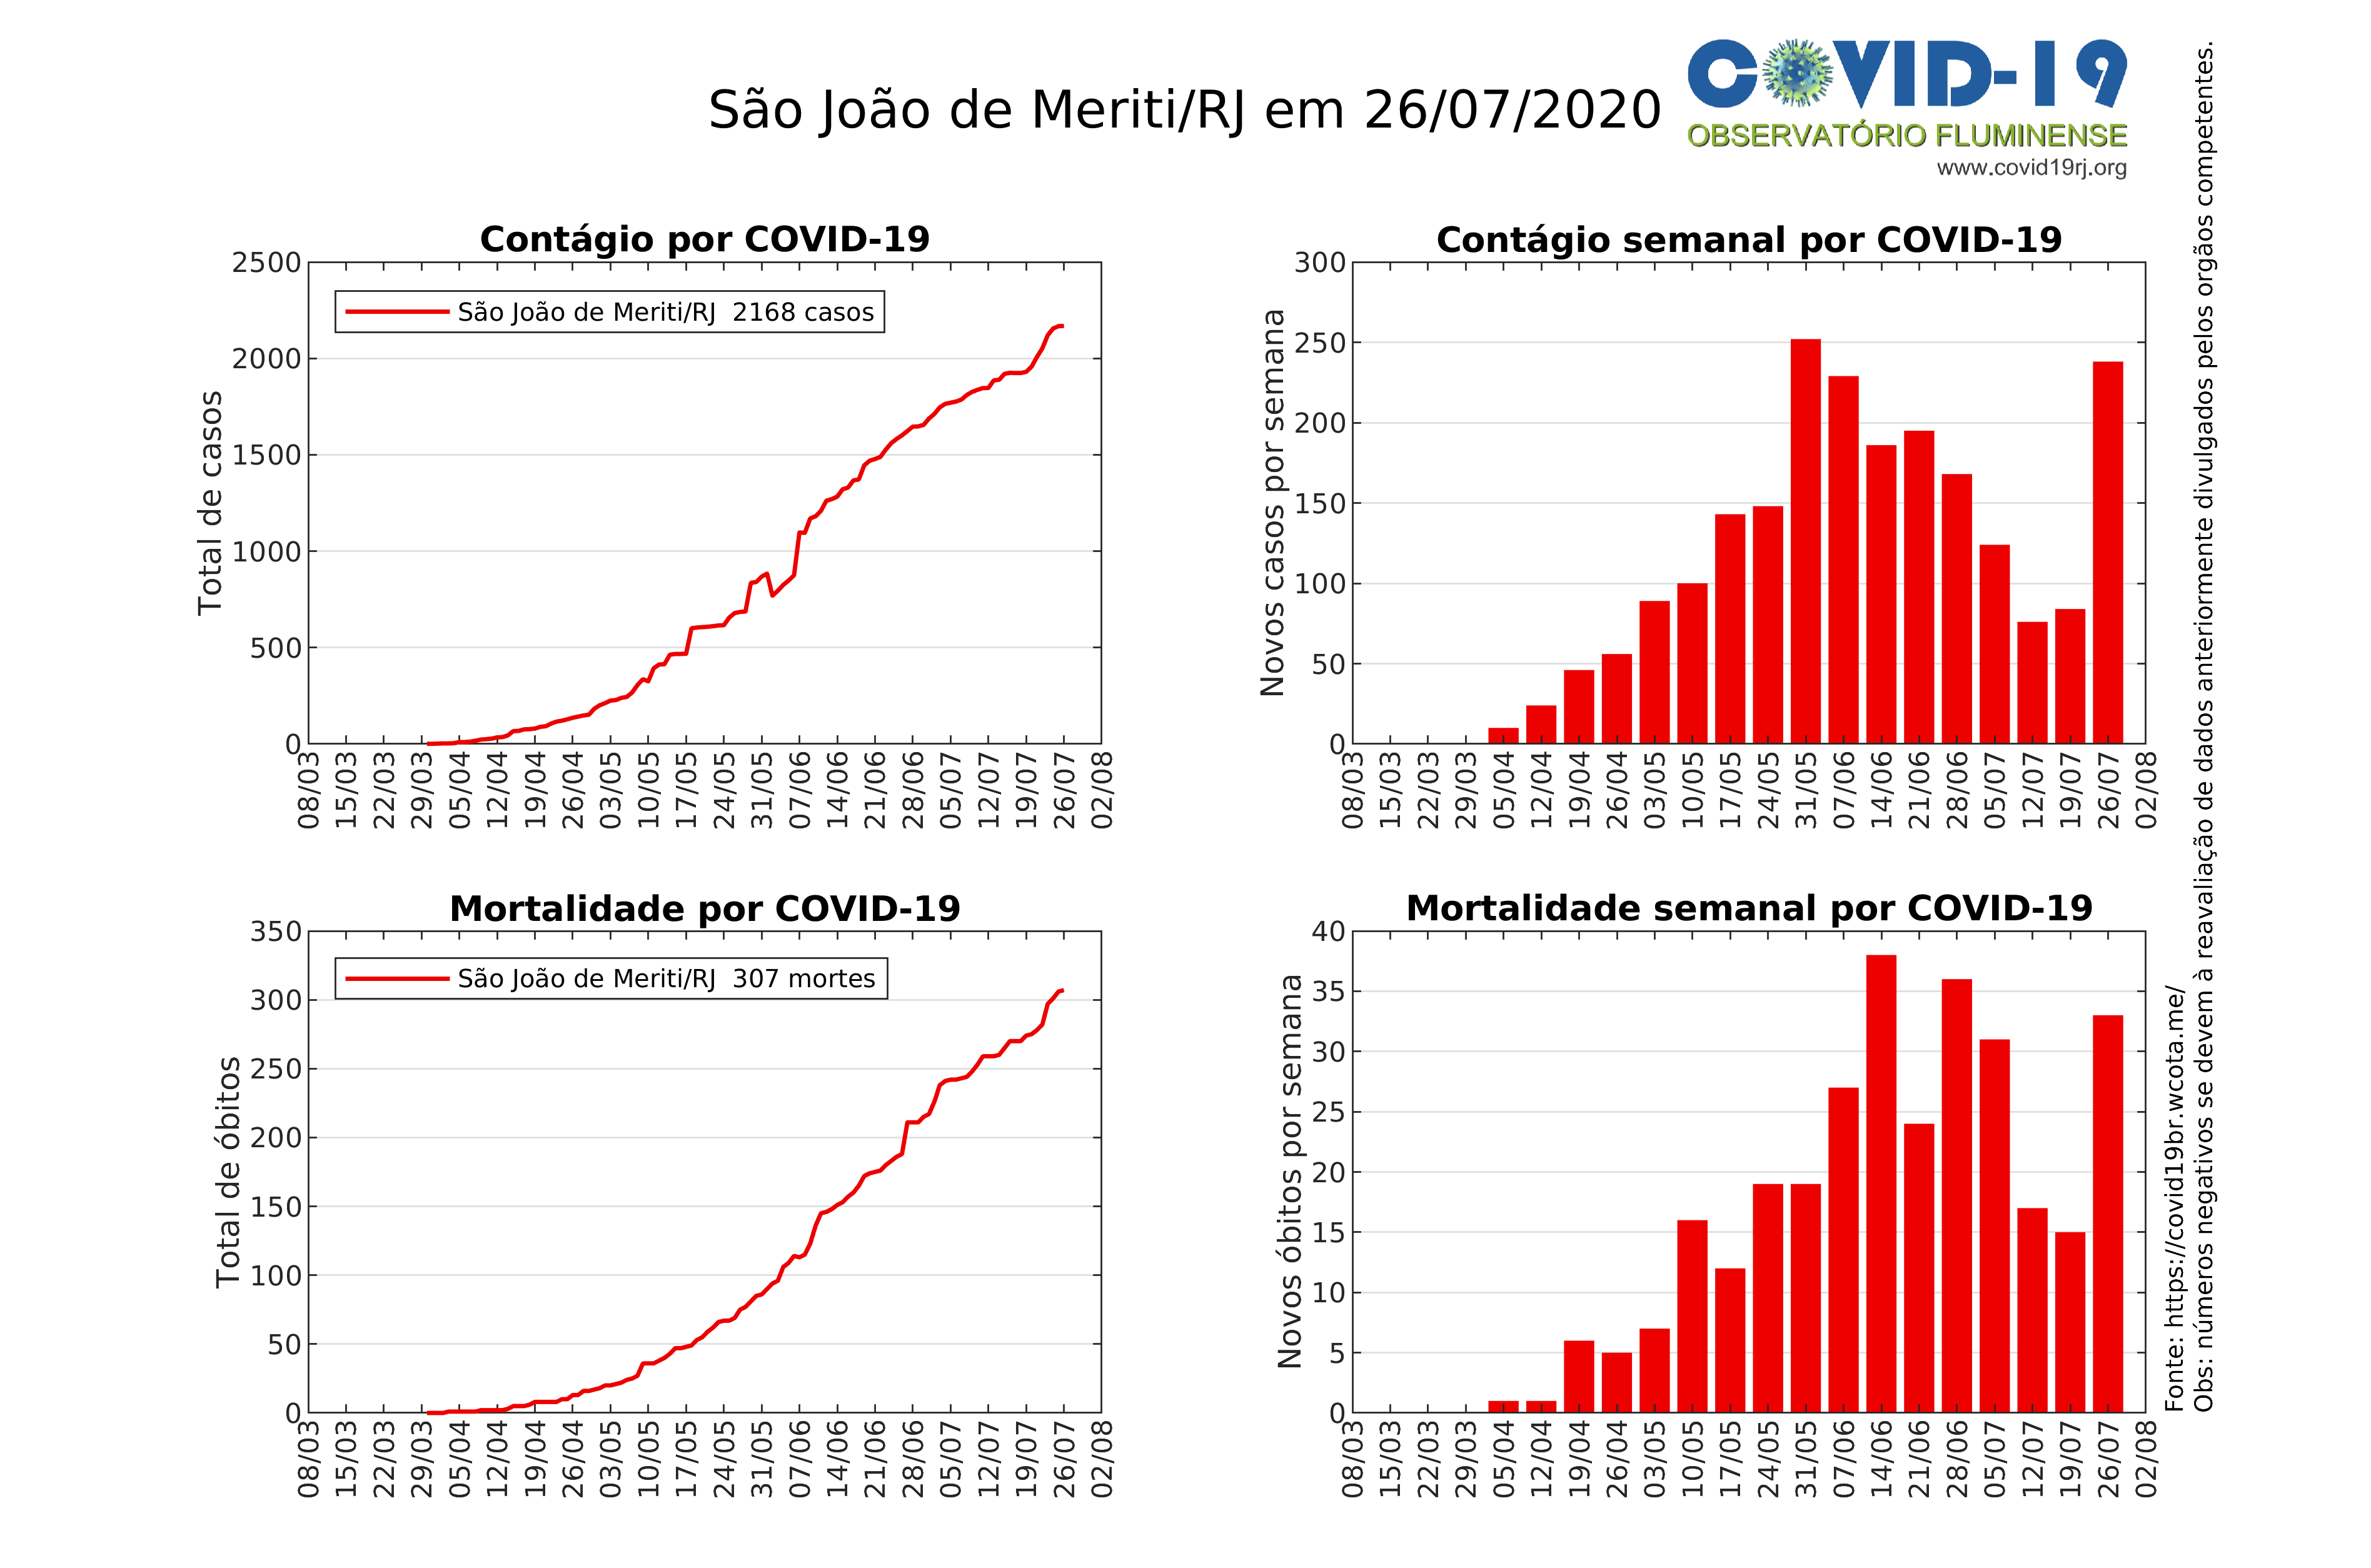 São João de Meriti/RJ em 26/07/2020
COVID-19
OBSERVATÓRIO FLUMINENSE
www.covid19rj.org
Contágio por COVID-19
Total de casos
2500
2000
1500
1000
500
0
São João de Meriti/RJ 2168 casos
08/03 15/03 22/03 29/03 05/04 12/04 19/04 26/04 03/05 10/05 17/05 24/05 31/05 07/06 14/06 21/06 28/06 05/07 12/07 19/07 26/07 02/08
Contágio semanal por COVID-19
Novos casos por semana
300
250
200
150
100
50
0
08/03 15/03 22/03 29/03 05/04 12/04 19/04 26/04 03/05 10/05 17/05 24/05 31/05 07/06 14/06 21/06 28/06 05/07 12/07 19/07 26/07 02/08
Mortalidade por COVID-19
Total de óbitos
350
300
250
200
150
100
50
0
São João de Meriti/RJ 307 mortes
08/03 15/03 22/03 29/03 05/04 12/04 19/04 26/04 03/05 10/05 17/05 24/05 31/05 07/06 14/06 21/06 28/06 05/07 12/07 19/07 26/07 02/08
Mortalidade semanal por COVID-19
Novos óbitos por semana
40
35
30
25
20
15
10
5
0
08/03 15/03 22/03 29/03 05/04 12/04 19/04 26/04 03/05 10/05 17/05 24/05 31/05 07/06 14/06 21/06 28/06 05/07 12/07 19/07 26/07 02/08
Fonte: https://covid19br.wcota.me/
Obs: números negativos se devem à reavaliação de dados anteriormente divulgados pelos orgãos competentes.